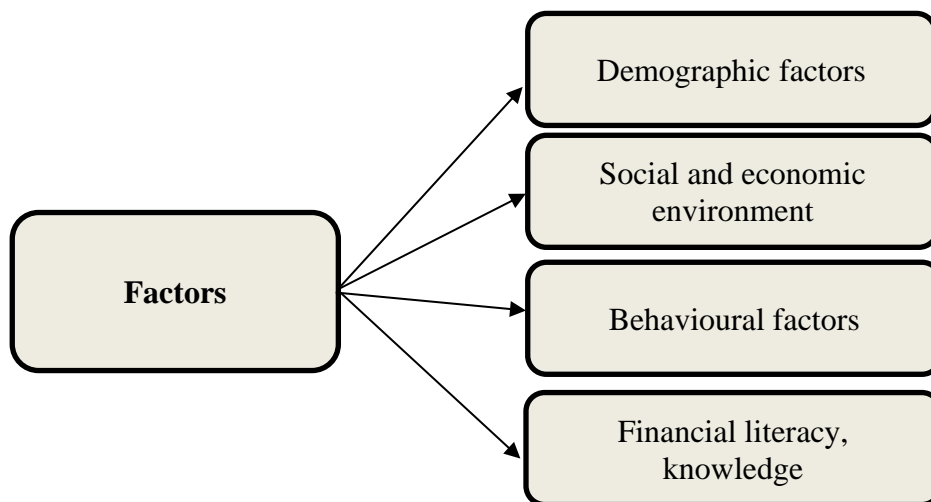 Factors
Demographic factors
Social and economic
environment
Behavioural factors
Financial literacy,
knowledge